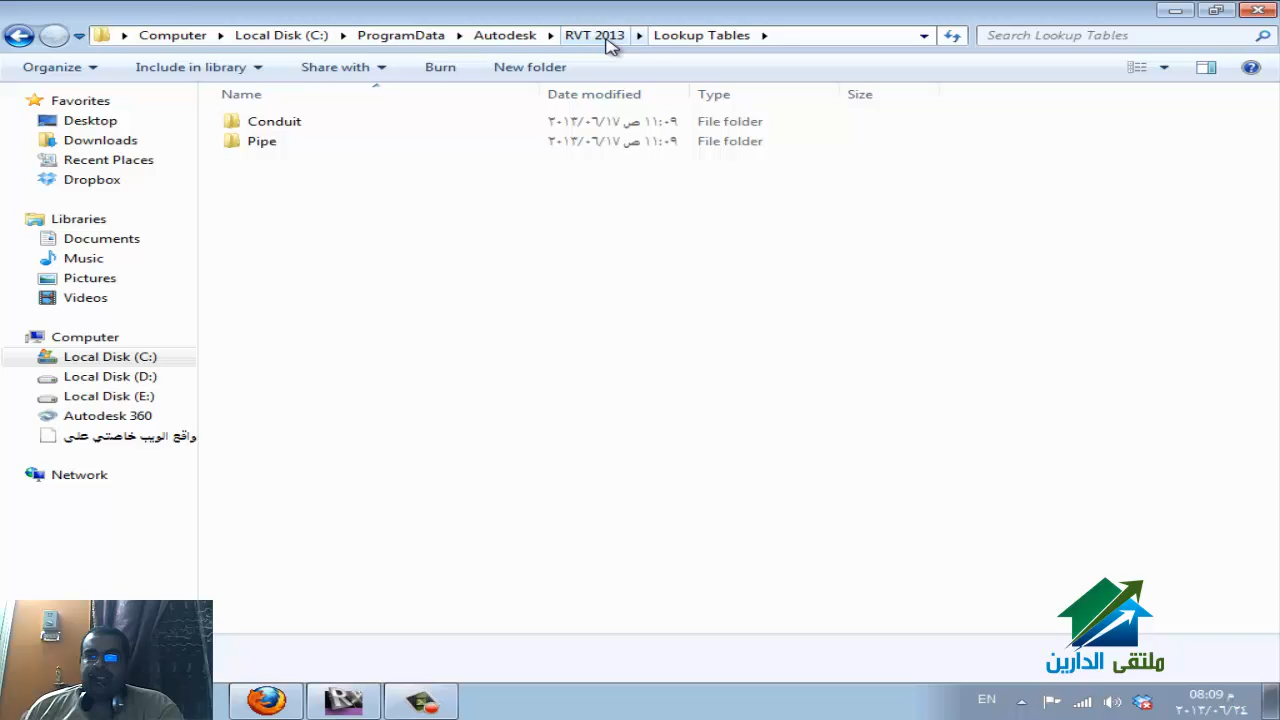 Computer Local Disk (C:) ProgramData Autodesk RVT 2013 Lookup Tables
Search Lookup Tables
Organize Include in library Share with Burn New folder
Name Date modified Type Size
Conduit ٢٠١٣/٠٦/١٧ ١١:٠٩ ص File folder
Pipe ٢٠١٣/٠٦/١٧ ١١:٠٩ ص File folder
Favorites
Desktop
Downloads
Recent Places
Dropbox
Libraries
Documents
Music
Pictures
Videos
Computer
Local Disk (C:)
Local Disk (D:)
Local Disk (E:)
Autodesk 360
واقع الويب خاصتي على
Network
ملتقى الدارين
EN
08:09 م
٢٠١٣/٠٦/٢٤